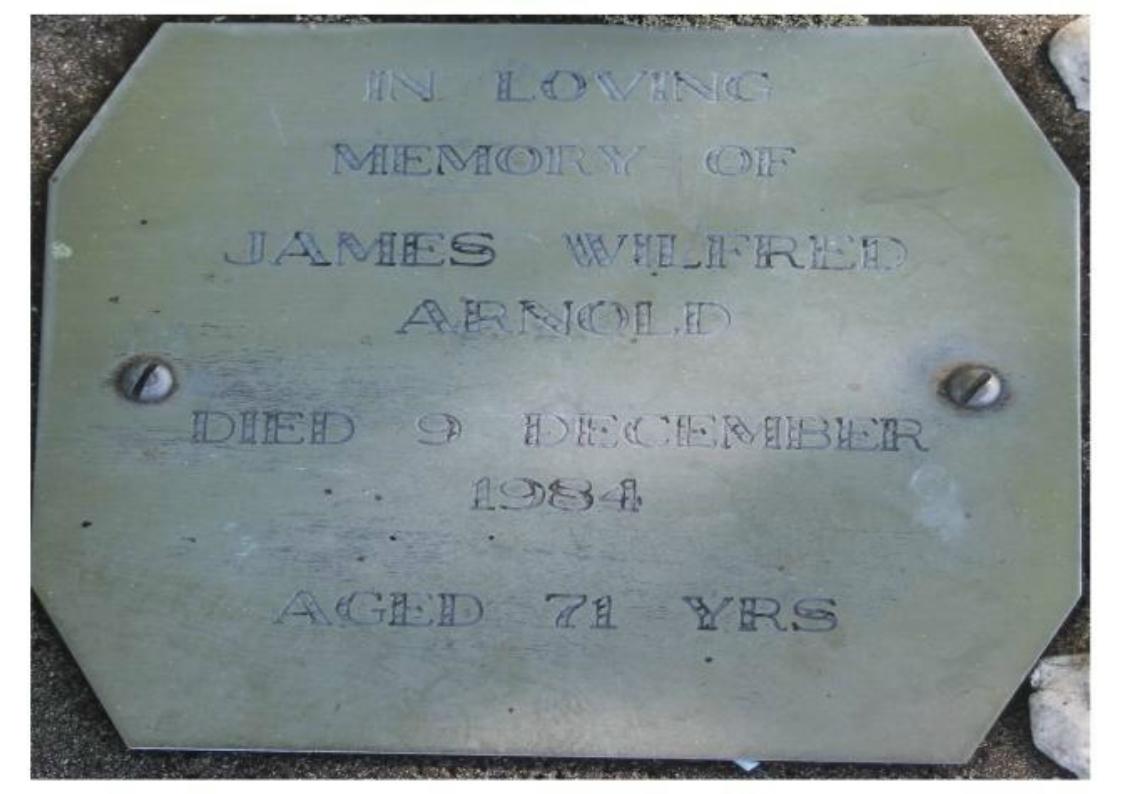 IN LOVING
MEMORY OF
JAMES WILFRED
ARNOLD
DIED 9 DECEMBER
1984
AGED 71 YRS